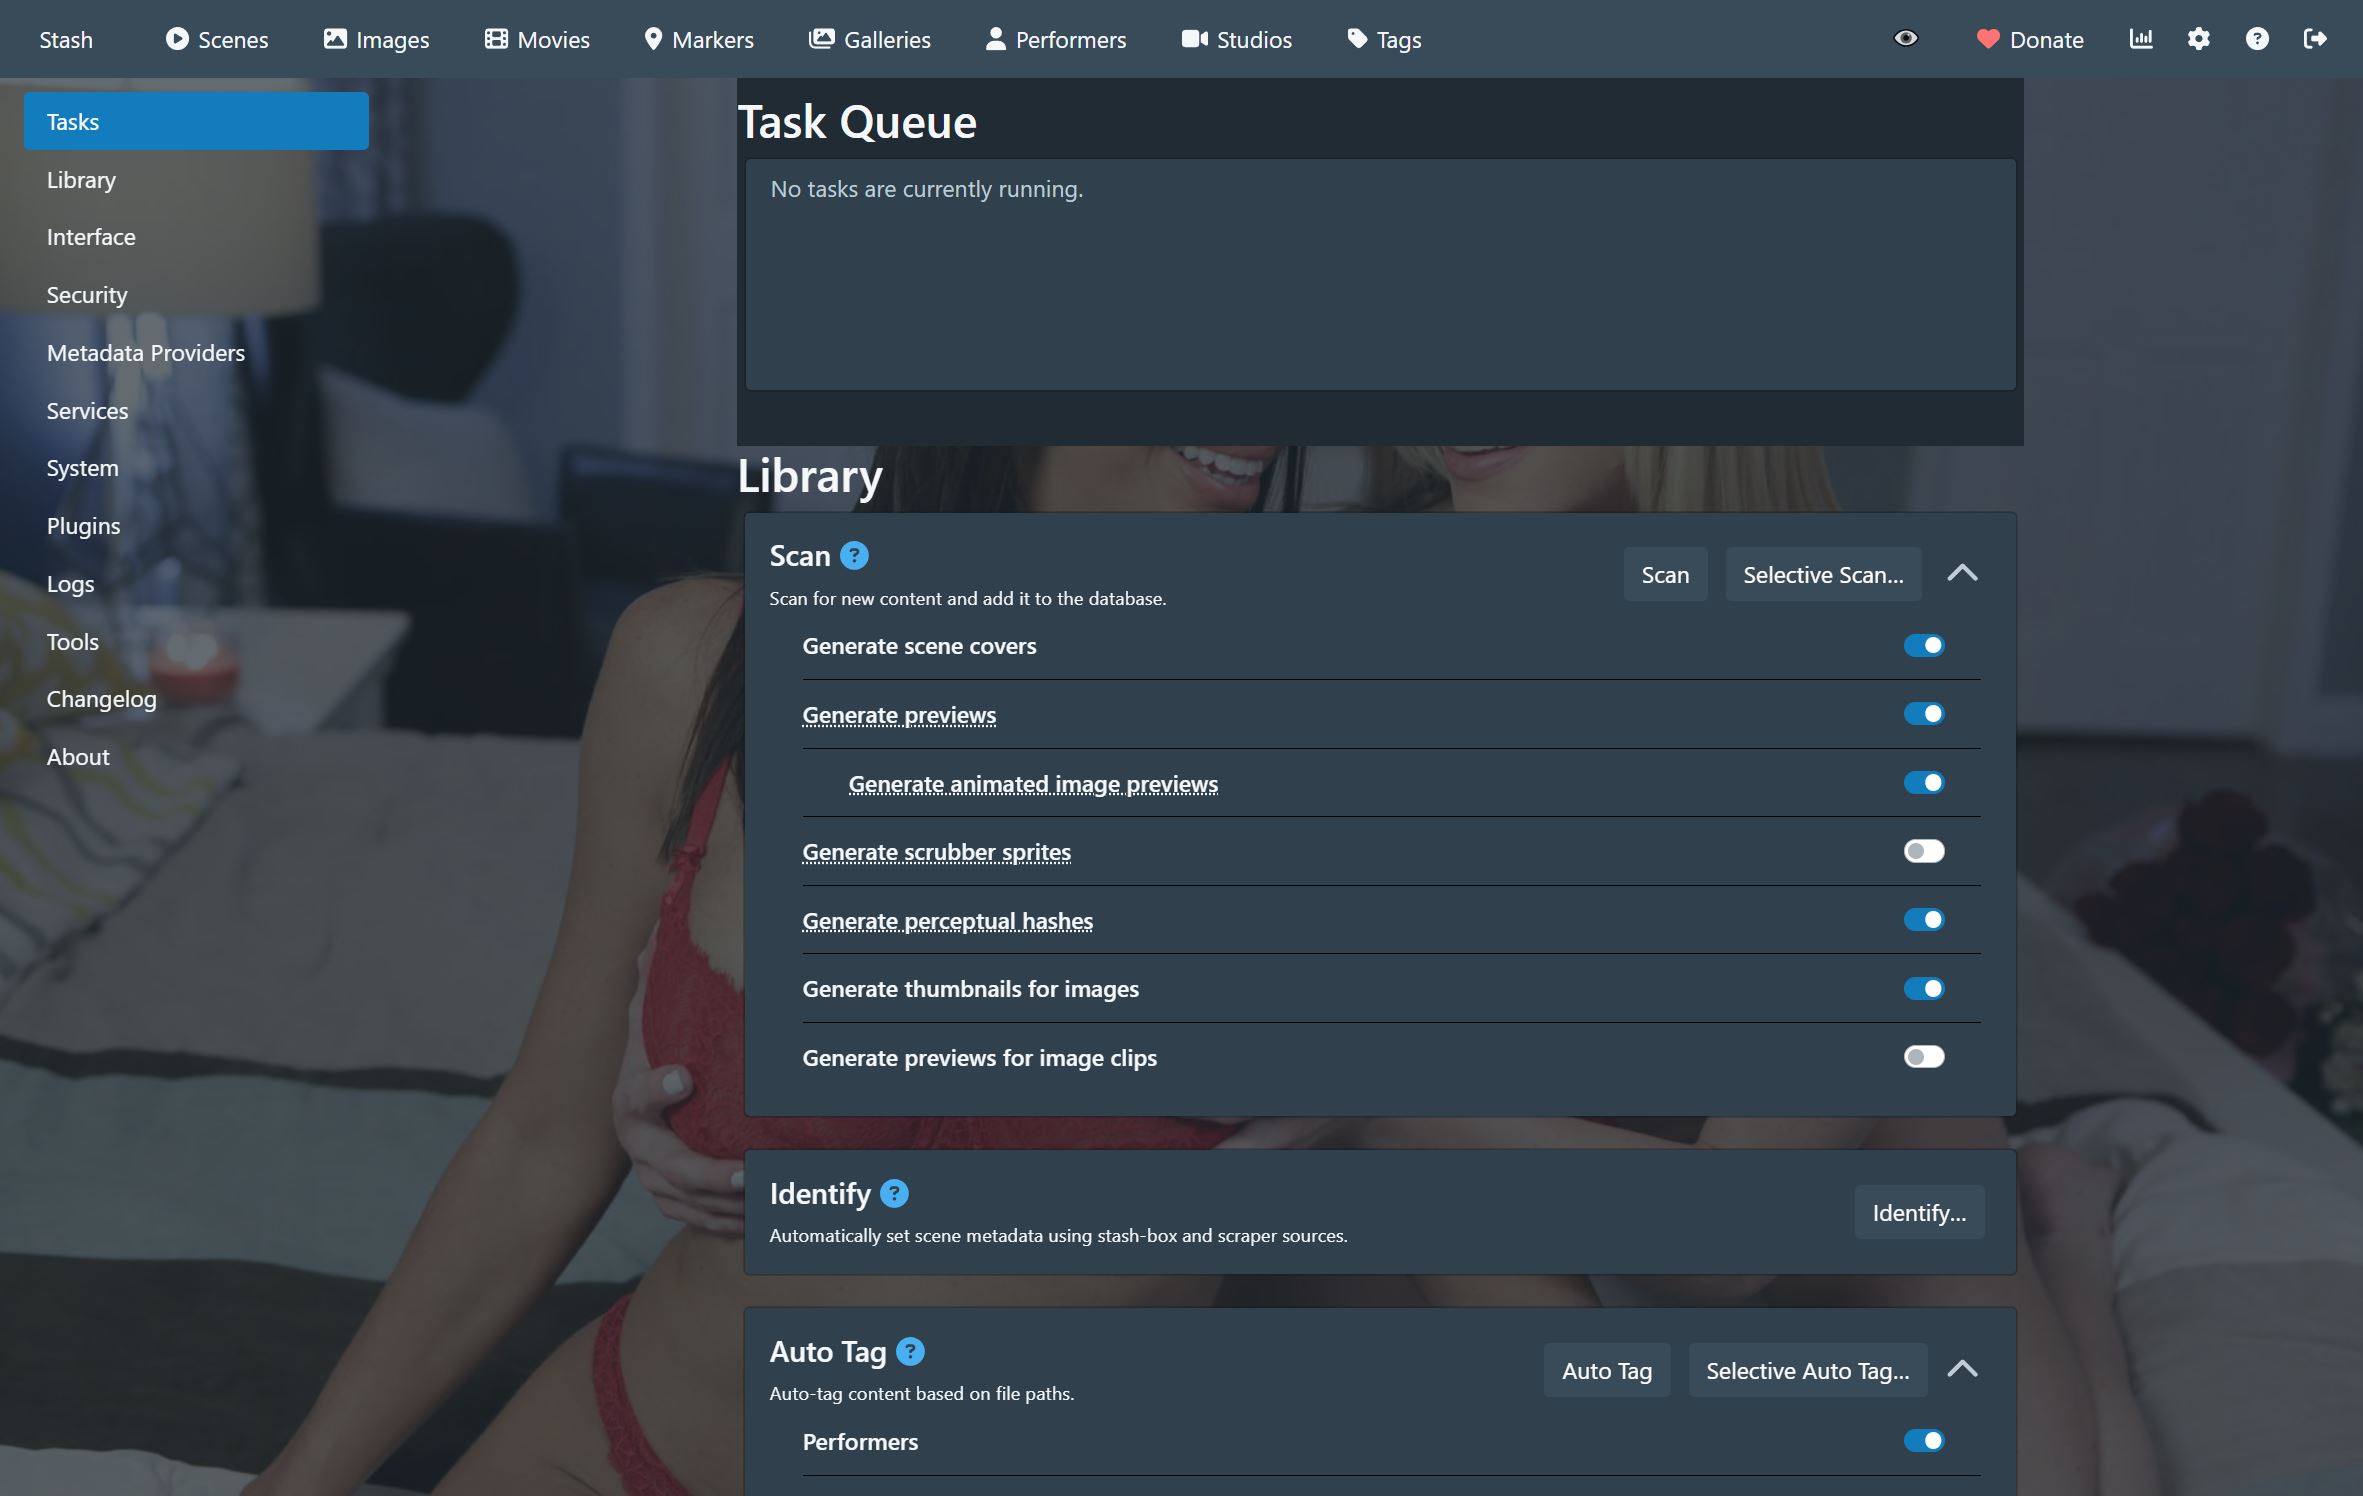 Stash
Scenes
Images
Movies
Markers
Galleries
Performers
Studios
Tags
Donate
Tasks
Library
Interface
Security
Metadata Providers
Services
System
Plugins
Logs
Tools
Changelog
About
Task Queue
No tasks are currently running.
Library
Scan
Scan for new content and add it to the database.
Scan
Selective Scan...
Generate scene covers
Generate previews
Generate animated image previews
Generate scrubber sprites
Generate perceptual hashes
Generate thumbnails for images
Generate previews for image clips
Identify
Automatically set scene metadata using stash-box and scraper sources.
Identify...
Auto Tag
Auto-tag content based on file paths.
Auto Tag
Selective Auto Tag...
Performers